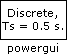 Discrete,
Ts = 0.5 s.
powergui